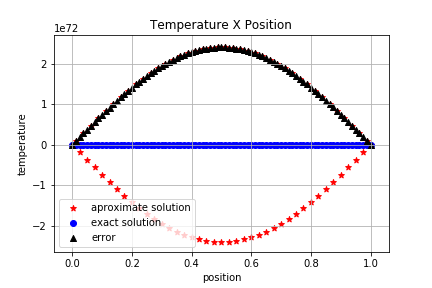 Temperature X Position
1e72
2
1
0
−1
−2
temperature
aproximate solution
exact solution
error
0.0 0.2 0.4 0.6 0.8 1.0
position